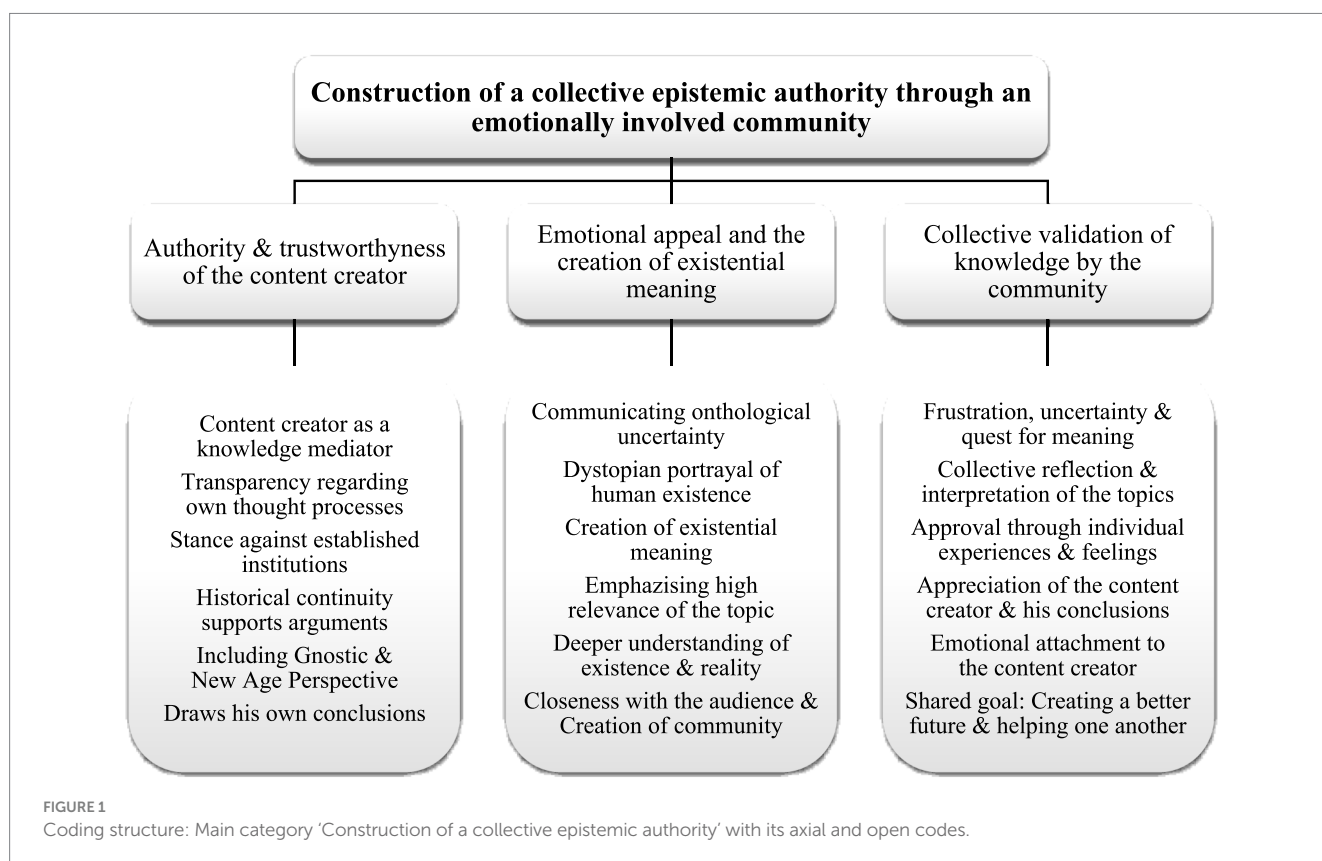 Construction of a collective epistemic authority through an
emotionally involved community
Authority & trustworthyness
of the content creator
Emotional appeal and the
creation of existential
meaning
Collective validation of
knowledge by the
community
Content creator as a
knowledge mediator
Transparency regarding
own thought processes
Stance against established
institutions
Historical continuity
supports arguments
Including Gnostic &
New Age Perspective
Draws his own conclusions
Communicating onthological
uncertainty
Dystopian portrayal of
human existence
Creation of existential
meaning
Emphazising high
relevance of the topic
Deeper understanding of
existence & reality
Closeness with the audience &
Creation of community
Frustration, uncertainty &
quest for meaning
Collective reflection &
interpretation of the topics
Approval through individual
experiences & feelings
Appreciation of the content
creator & his conclusions
Emotional attachment to
the content creator
Shared goal: Creating a better
future & helping one another
FIGURE 1
Coding structure: Main category ‘Construction of a collective epistemic authority’ with its axial and open codes.